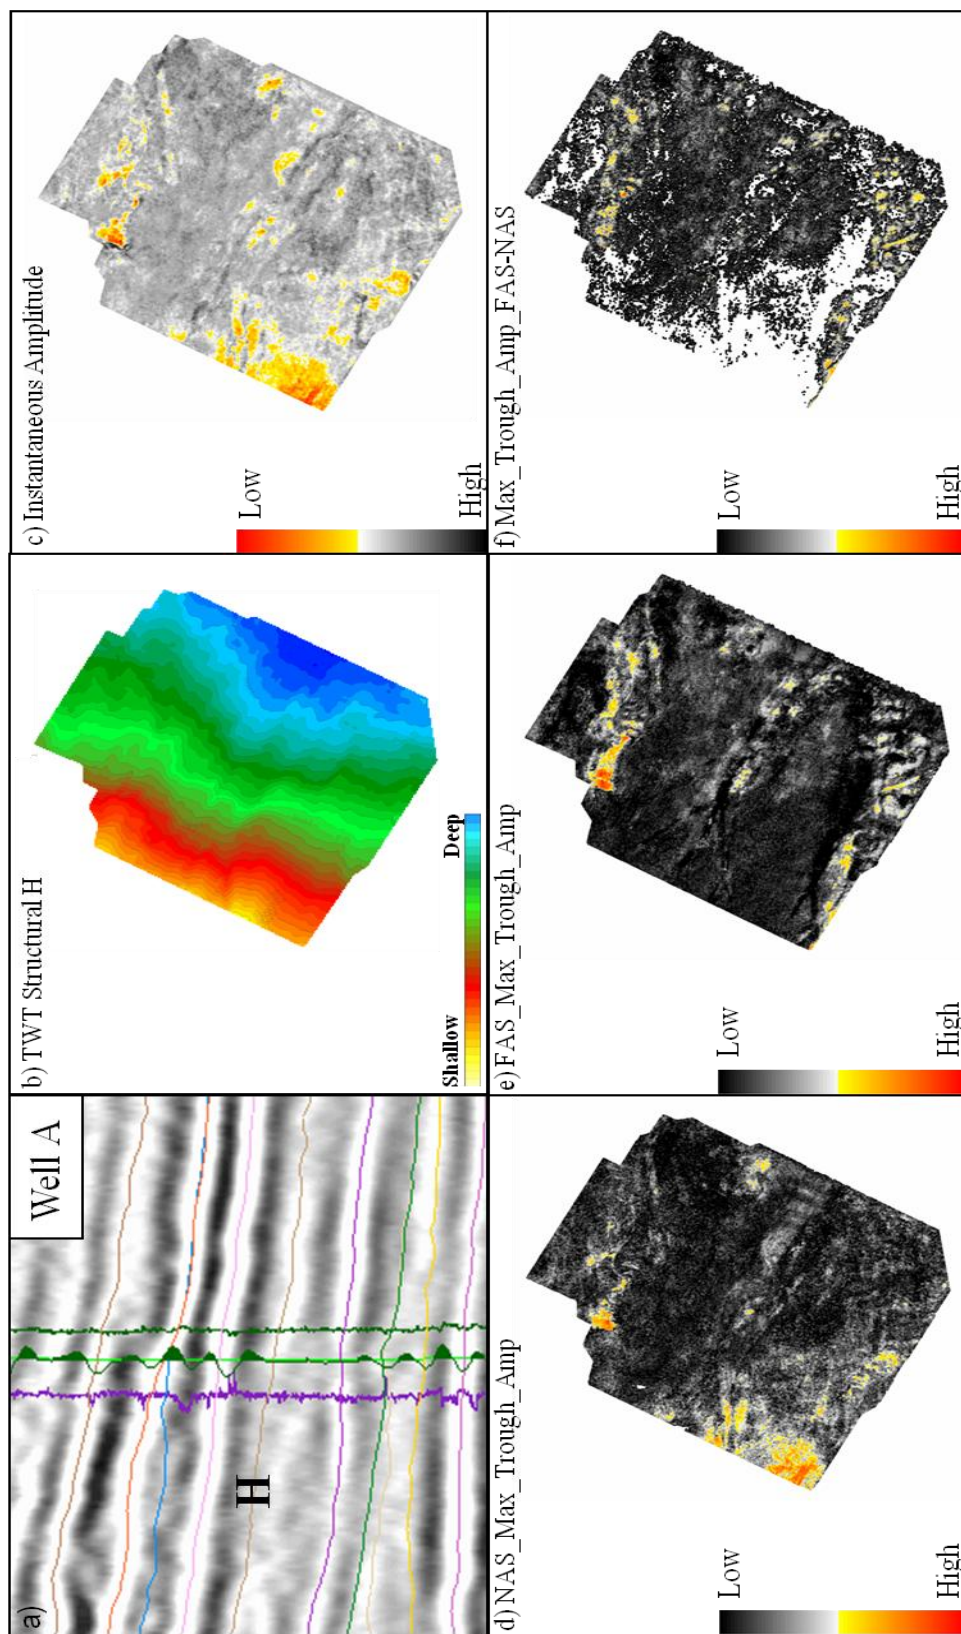 a)
Well A
H
b) TWT Structural H
Shallow
Deep
c) Instantaneous Amplitude
Low
High
d) NAS_Max_Trough_Amp
Low
High
e) FAS_Max_Trough_Amp
Low
High
f) Max_Trough_Amp_FAS-NAS
Low
High